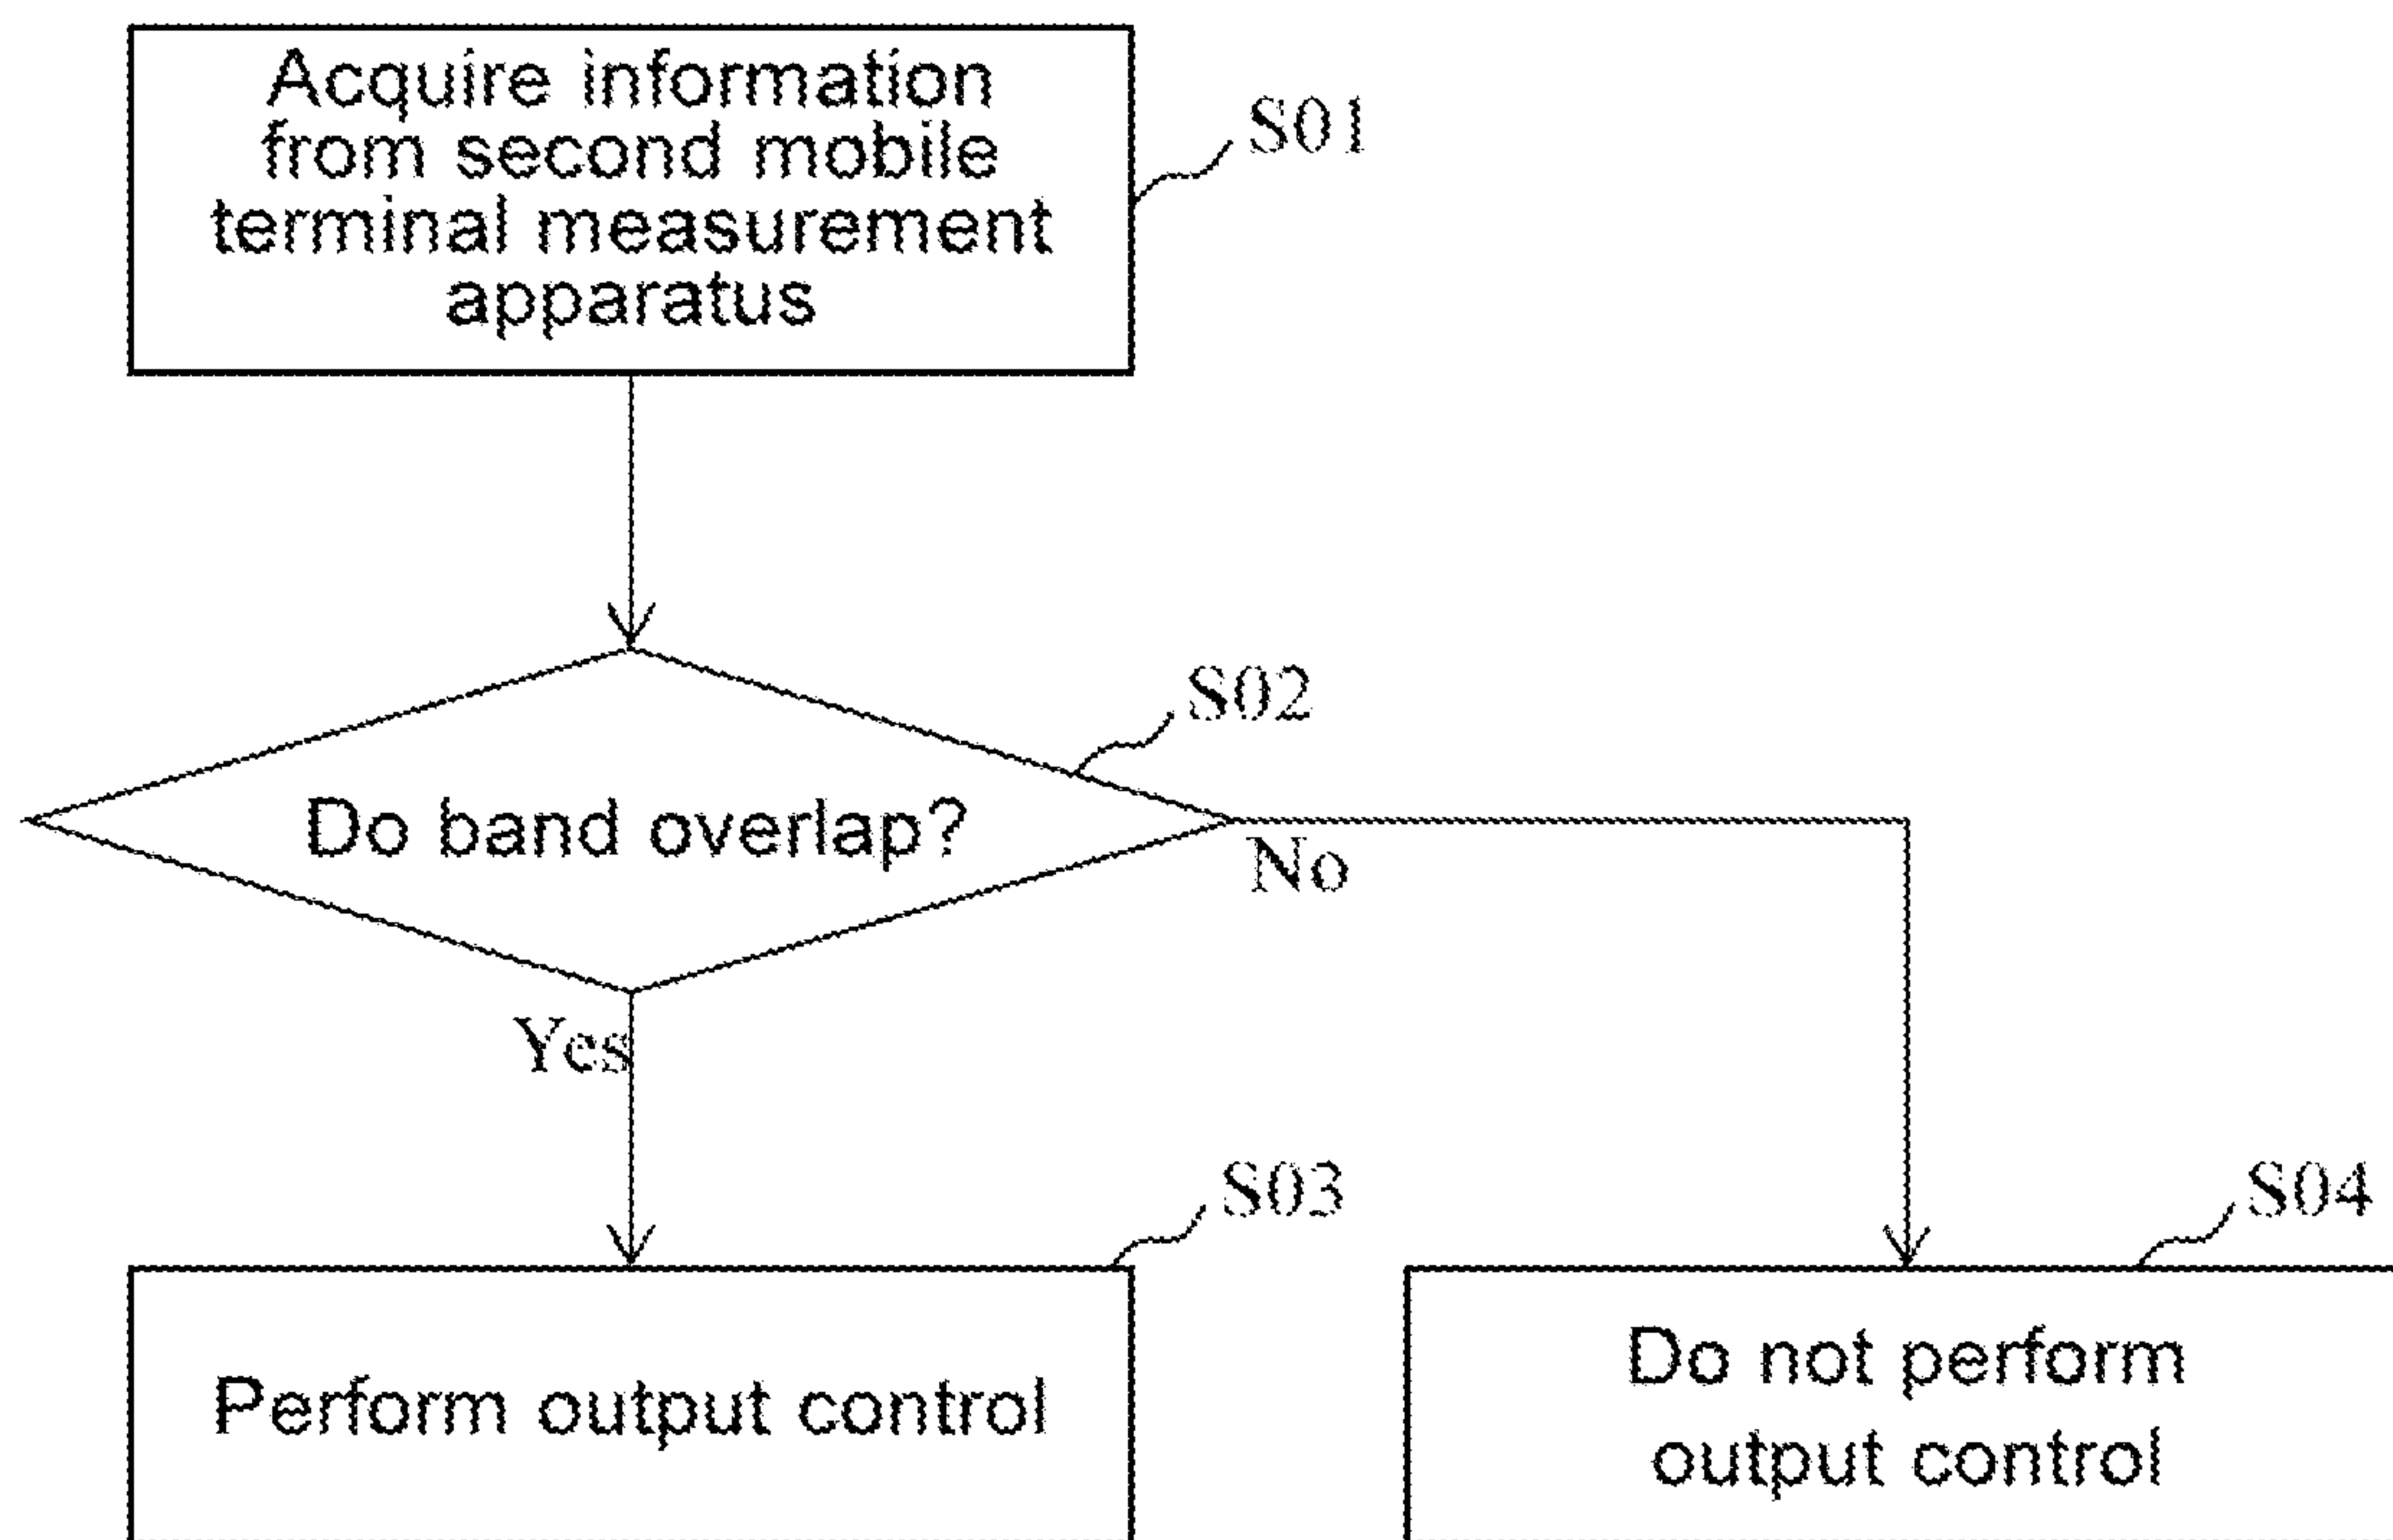 Acquire information
from second mobile
terminal measurement
apparatus
S01
S02
Do band overlap?
No
Yes
S03
S04
Perform output control
Do not perform
output control